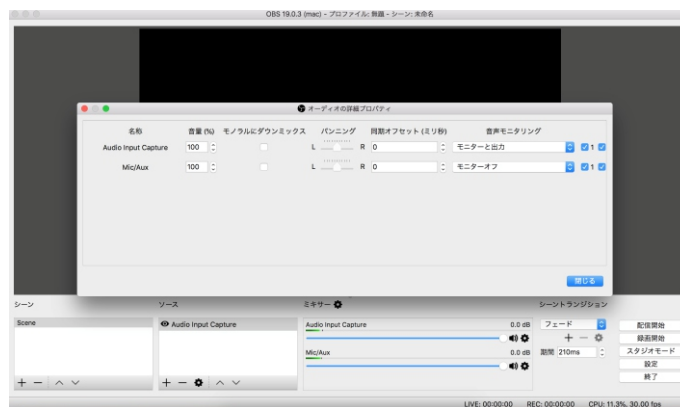 OBS 19.0.3 (mac) - プロファイル: 無題 - シーン: 未命名
オーディオの詳細プロパティ
名称 音量 (%) モノラルにダウンミックス パンニング 同期オフセット (ミリ秒) 音声モニタリング
Audio Input Capture 100 L R 0 モニターと出力 1
Mic/Aux 100 L R 0 モニターオフ 1
閉じる
シーン ソース ミキサー シーントランジション
Scene Audio Input Capture Audio Input Capture 0.0 dB フェード 配信開始
録画開始
Mic/Aux 0.0 dB 期間 210ms スタジオモード
設定
終了
LIVE: 00:00:00 REC: 00:00:00 CPU: 11.3%, 30.00 fps